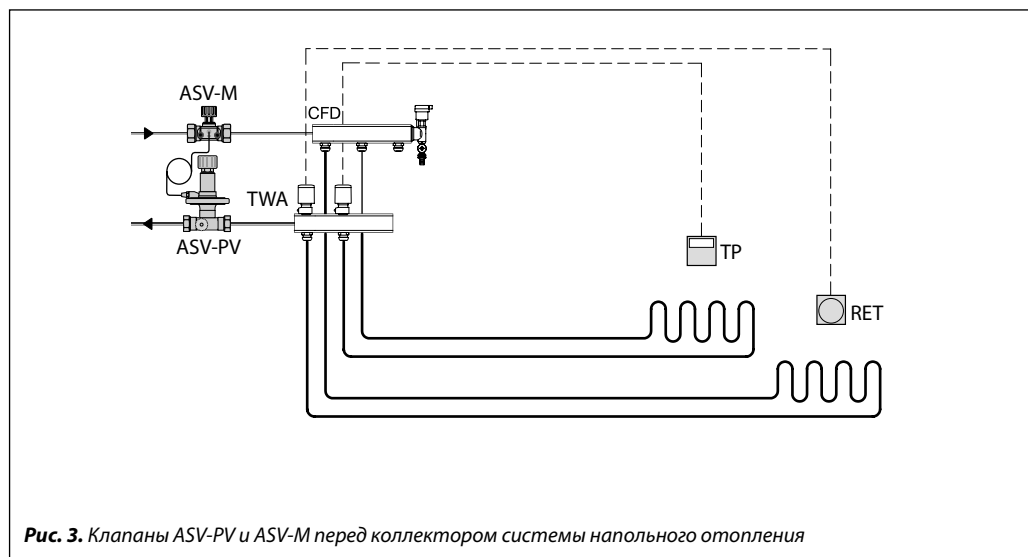 ASV-M
CFD
TWA
ASV-PV
TP
RET
Рис. 3. Клапаны ASV-PV и ASV-M перед коллектором системы напольного отопления